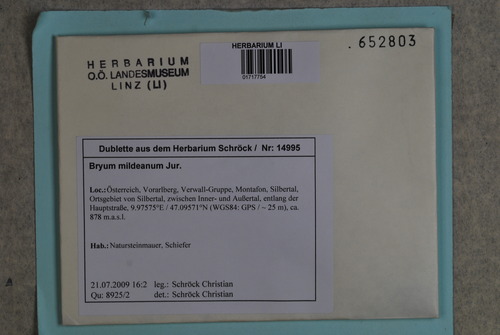 HERBARIUM
O.Ö. LANDESMUSEUM
LINZ (LI)
HERBARIUM LI
01717754
.652803
Dublette aus dem Herbarium Schröck / Nr: 14995
Bryum mildeanum Jur.
Loc.:Österreich, Vorarlberg, Verwall-Gruppe, Montafon, Silbertal,
Ortsgebiet von Silbertal, zwischen Inner- und Außertal, entlang der
Hauptstraße, 9.97575°E / 47.09571°N (WGS84: GPS / ~ 25 m), ca.
878 m.a.s.l.
Hab.:Natursteinmauer, Schiefer
21.07.2009 16:2 leg.: Schröck Christian
Qu: 8925/2 det.: Schröck Christian